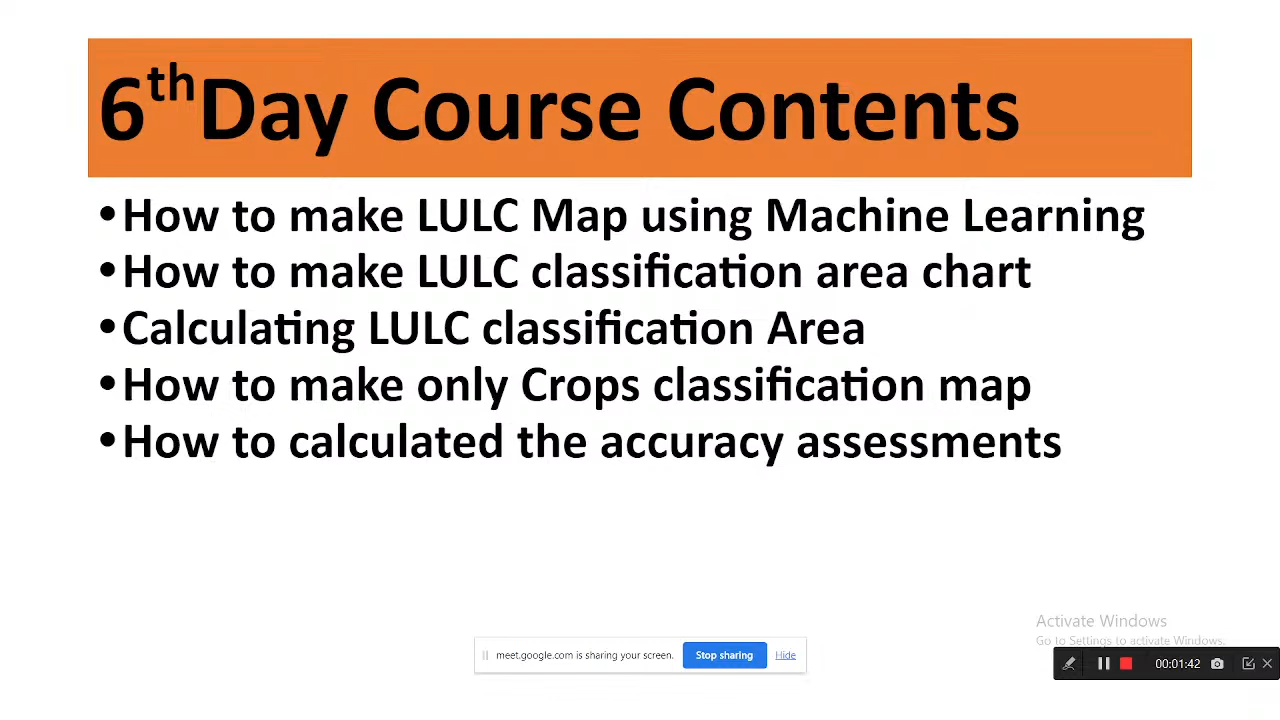 6thDay Course Contents
•How to make LULC Map using Machine Learning
•How to make LULC classification area chart
•Calculating LULC classification Area
•How to make only Crops classification map
•How to calculated the accuracy assessments
Activate Windows
Go to Settings to activate Windows.
meet.google.com is sharing your screen. Stop sharing Hide
00:01:42